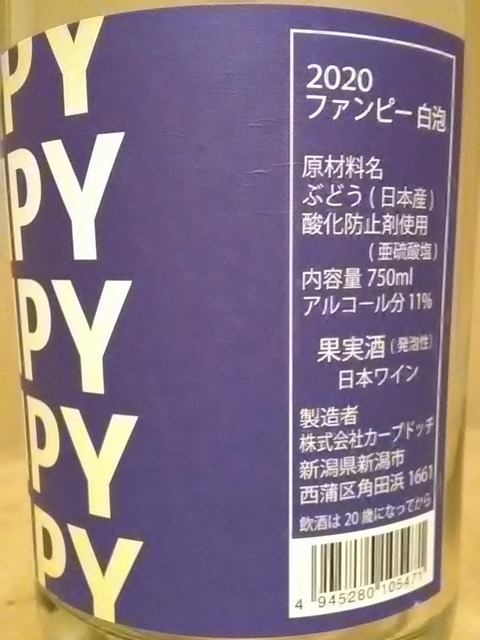 PY
PY
PY
PY
PY
2020
ファンピー 白泡
原材料名
ぶどう ( 日本産 )
酸化防止剤使用
( 亜硫酸塩 )
内容量 750ml
アルコール分 11%
果実酒 ( 発泡性)
日本ワイン
製造者
株式会社カーブドッチ
新潟県新潟市
西蒲区角田浜 1661
飲酒は 20 歳になってから
4 945280 105471